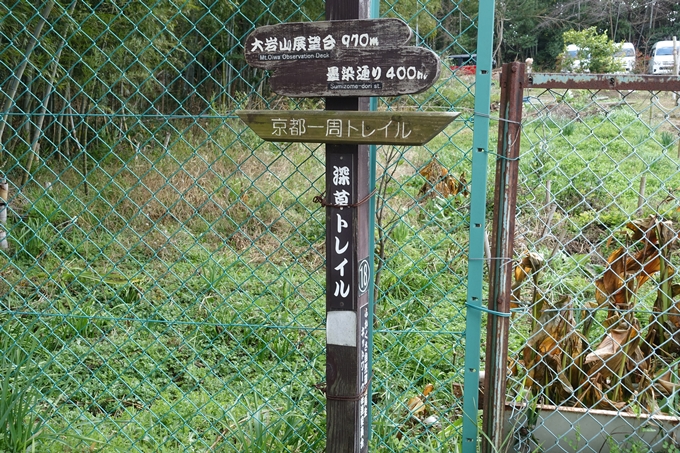 大岩山展望台 970m
Mt.Oiwa Observation Deck
墨染通り 400m
Sumizome-dori st.
京都一周トレイル
深草トレイル
⑱